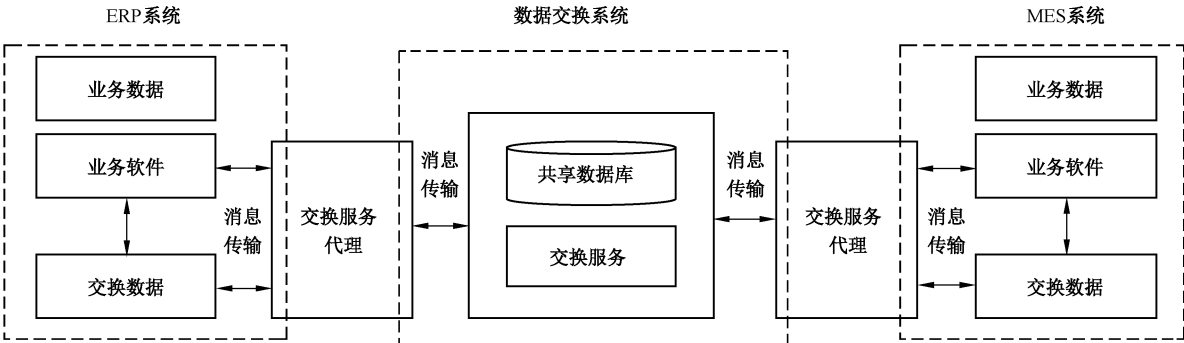 ERP系统
数据交换系统
MES系统
业务数据
业务软件
交换数据
消息
传输
交换服务
代理
消息
传输
共享数据库
交换服务
消息
传输
交换服务
代理
消息
传输
业务数据
业务软件
交换数据